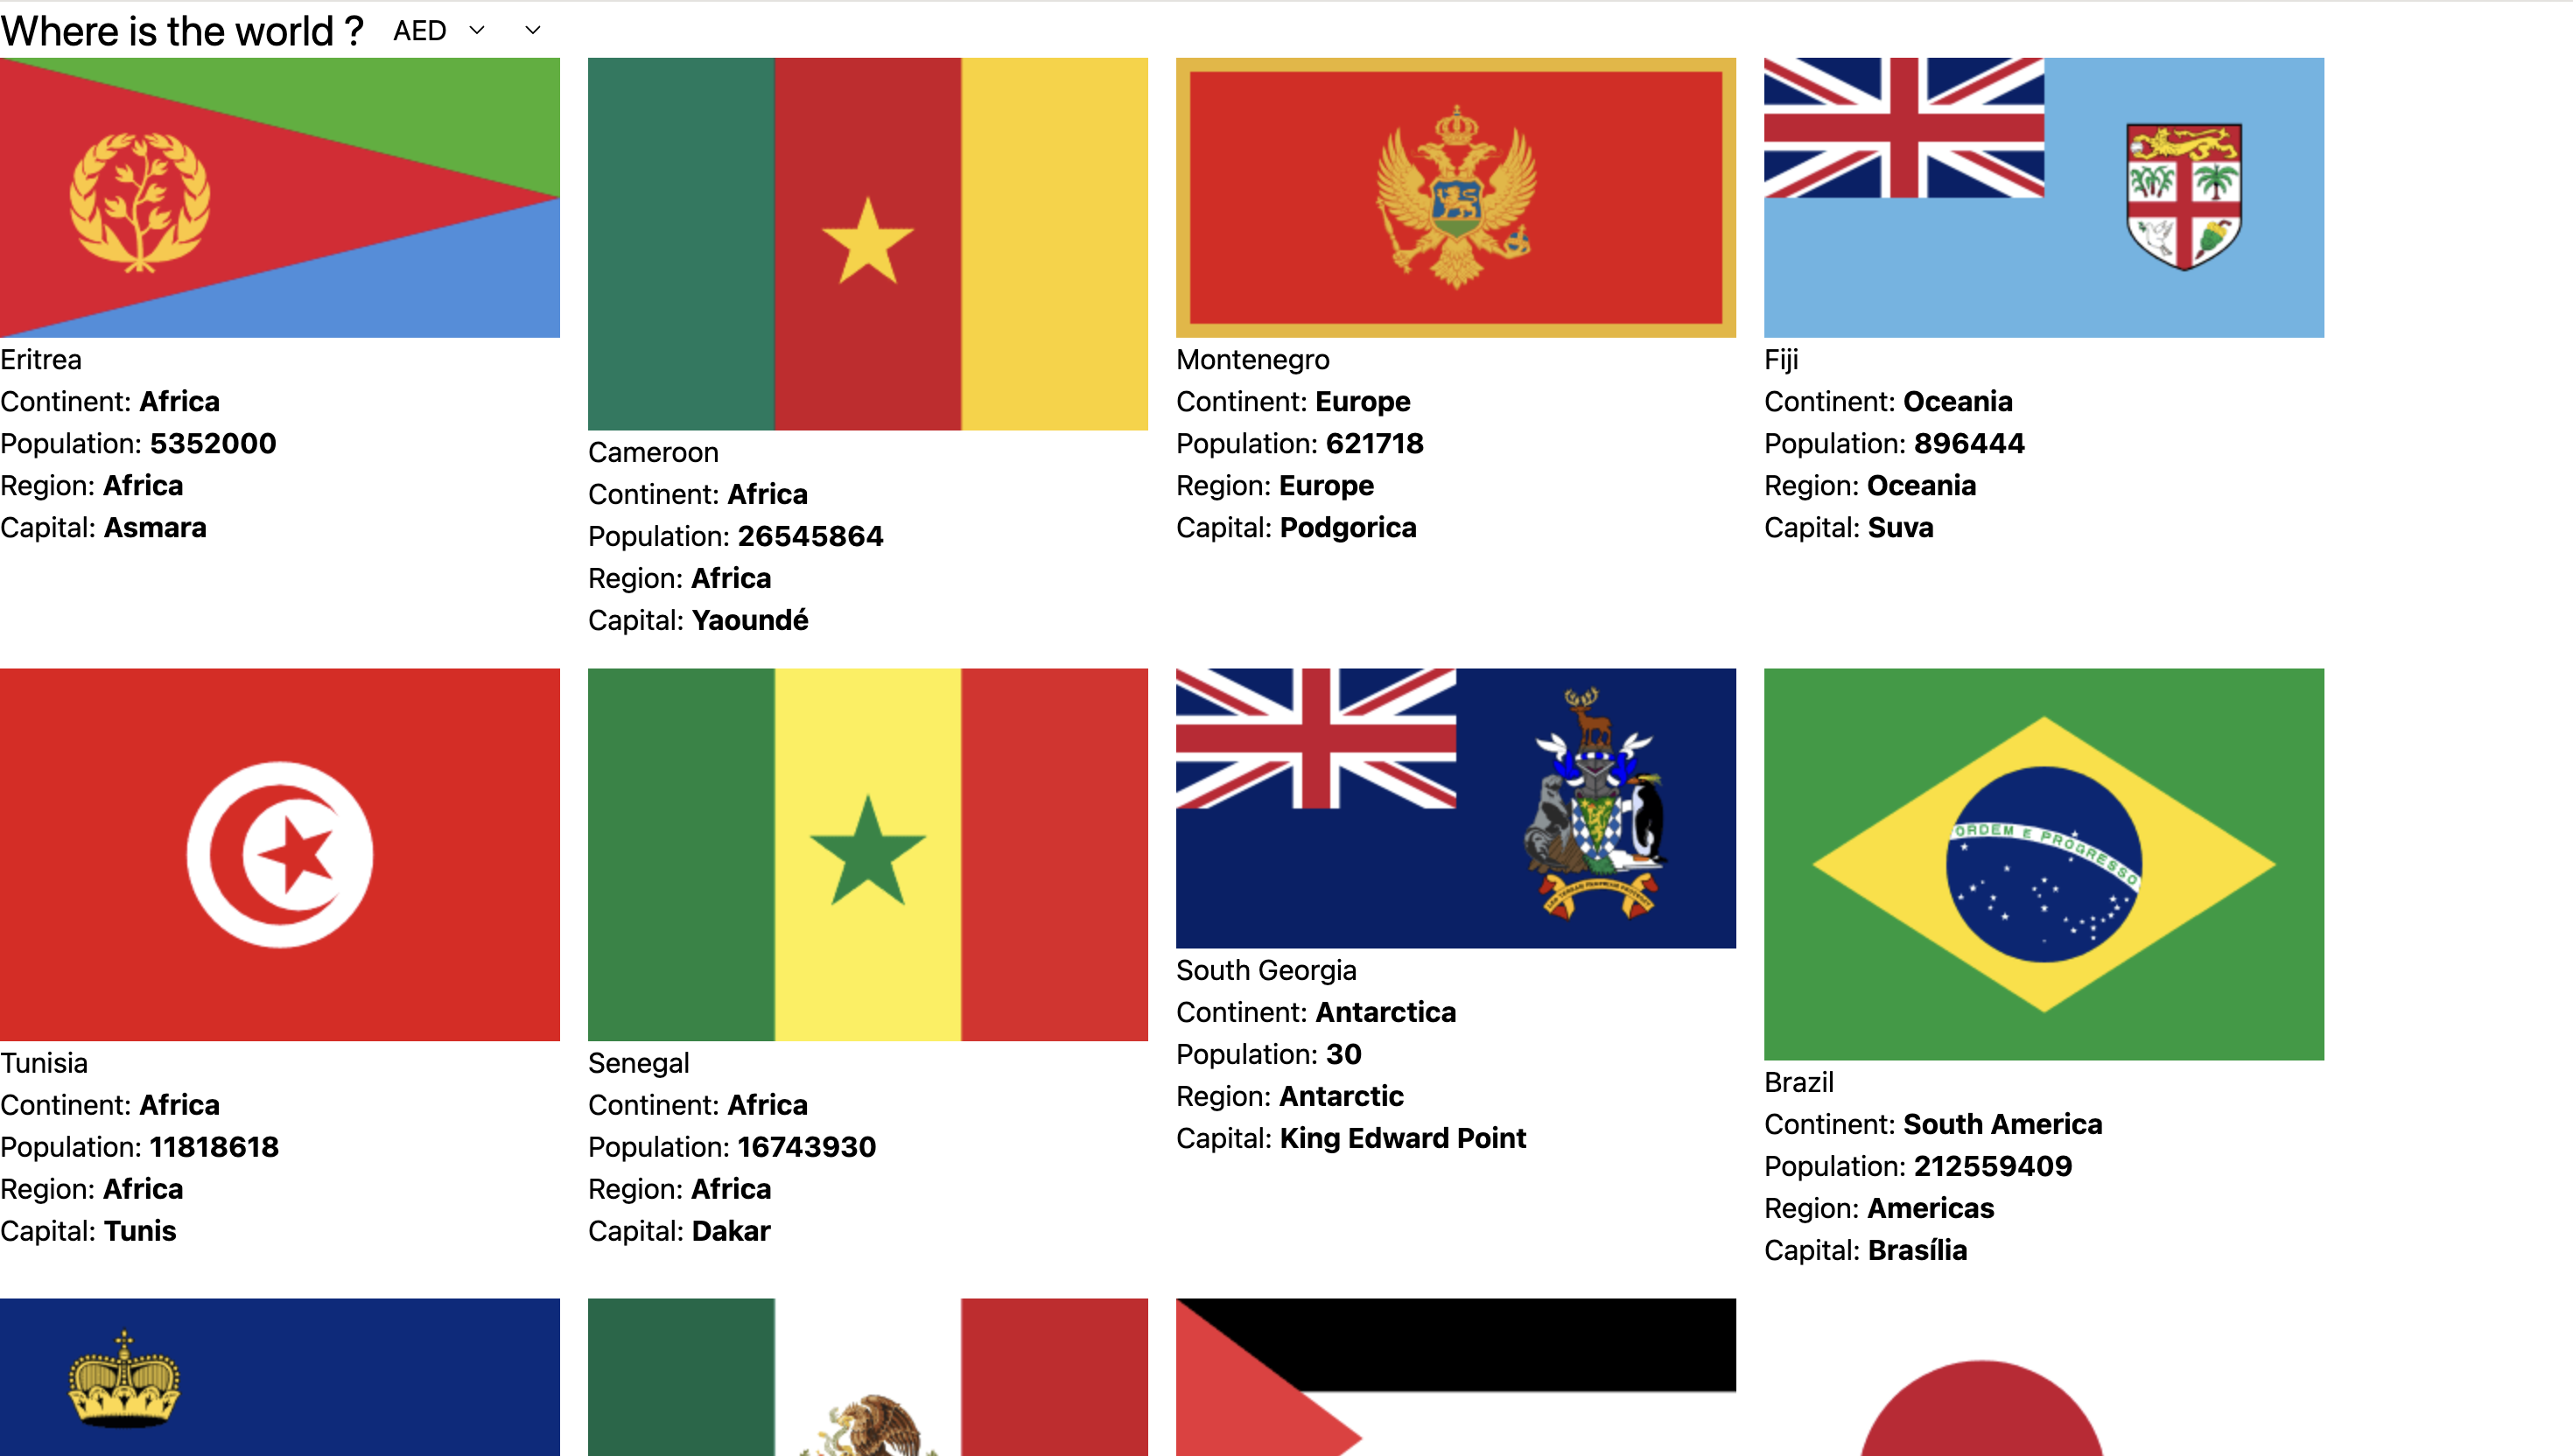 Where is the world ? AED
Eritrea
Continent: Africa
Population: 5352000
Region: Africa
Capital: Asmara
Cameroon
Continent: Africa
Population: 26545864
Region: Africa
Capital: Yaoundé
Montenegro
Continent: Europe
Population: 621718
Region: Europe
Capital: Podgorica
Fiji
Continent: Oceania
Population: 896444
Region: Oceania
Capital: Suva
Tunisia
Continent: Africa
Population: 11818618
Region: Africa
Capital: Tunis
Senegal
Continent: Africa
Population: 16743930
Region: Africa
Capital: Dakar
South Georgia
Continent: Antarctica
Population: 30
Region: Antarctic
Capital: King Edward Point
ORDEM E PROGRESSO
Brazil
Continent: South America
Population: 212559409
Region: Americas
Capital: Brasília